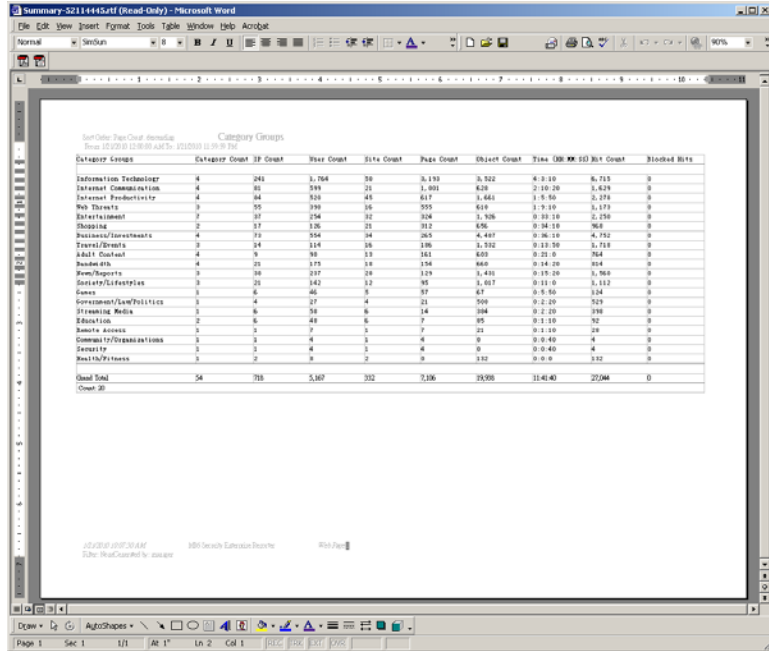 Summary-52114445.rtf (Read-Only) - Microsoft Word
File Edit View Insert Format Tools Table Window Help Acrobat
Normal SimSun 8 B I U 90%
Sort Order: Page Count, descending Category Groups
Category Groups Category Count IP Count User Count Site Count Page Count Object Count Time (HH:MM:SS) Hit Count Blocked Hits
Information Technology 4 241 1,764 58 3,193 3,522 4:3:10 6,715 0
Internet Communication 4 81 599 21 1,001 628 2:10:20 1,629 0
Internet Productivity 4 84 528 45 617 1,661 1:5:50 2,278 0
Web Threats 3 55 398 16 555 618 1:9:10 1,173 0
Entertainment 7 37 254 32 324 1,926 0:33:10 2,250 0
Shopping 2 17 126 21 312 656 0:34:10 968 0
Business/Investments 4 73 554 34 265 4,487 0:36:10 4,752 0
Travel/Events 3 14 114 16 186 1,532 0:13:50 1,718 0
Adult Content 4 9 98 13 161 603 0:21:0 764 0
Bandwidth 4 21 175 18 154 660 0:14:20 814 0
News/Reports 3 38 237 28 129 1,431 0:15:20 1,560 0
Society/Lifestyles 3 21 142 12 95 1,017 0:11:0 1,112 0
Games 1 6 46 5 57 67 0:5:50 124 0
Government/Law/Politics 1 4 27 4 21 508 0:2:20 529 0
Streaming Media 1 6 58 6 14 384 0:2:20 398 0
Education 2 6 48 6 7 85 0:1:10 92 0
Remote Access 1 1 7 1 7 21 0:1:10 28 0
Community/Organizations 1 1 4 1 4 0 0:0:40 4 0
Security 1 1 4 1 4 0 0:0:40 4 0
Health/Fitness 1 2 8 2 0 132 0:0:0 132 0
Grand Total 54 718 5,167 332 7,106 19,938 11:41:40 27,044 0
Count: 20
Draw AutoShapes
Page 1 Sec 1 1/1 At 1" Ln 2 Col 1 REC TRK EXT OVR